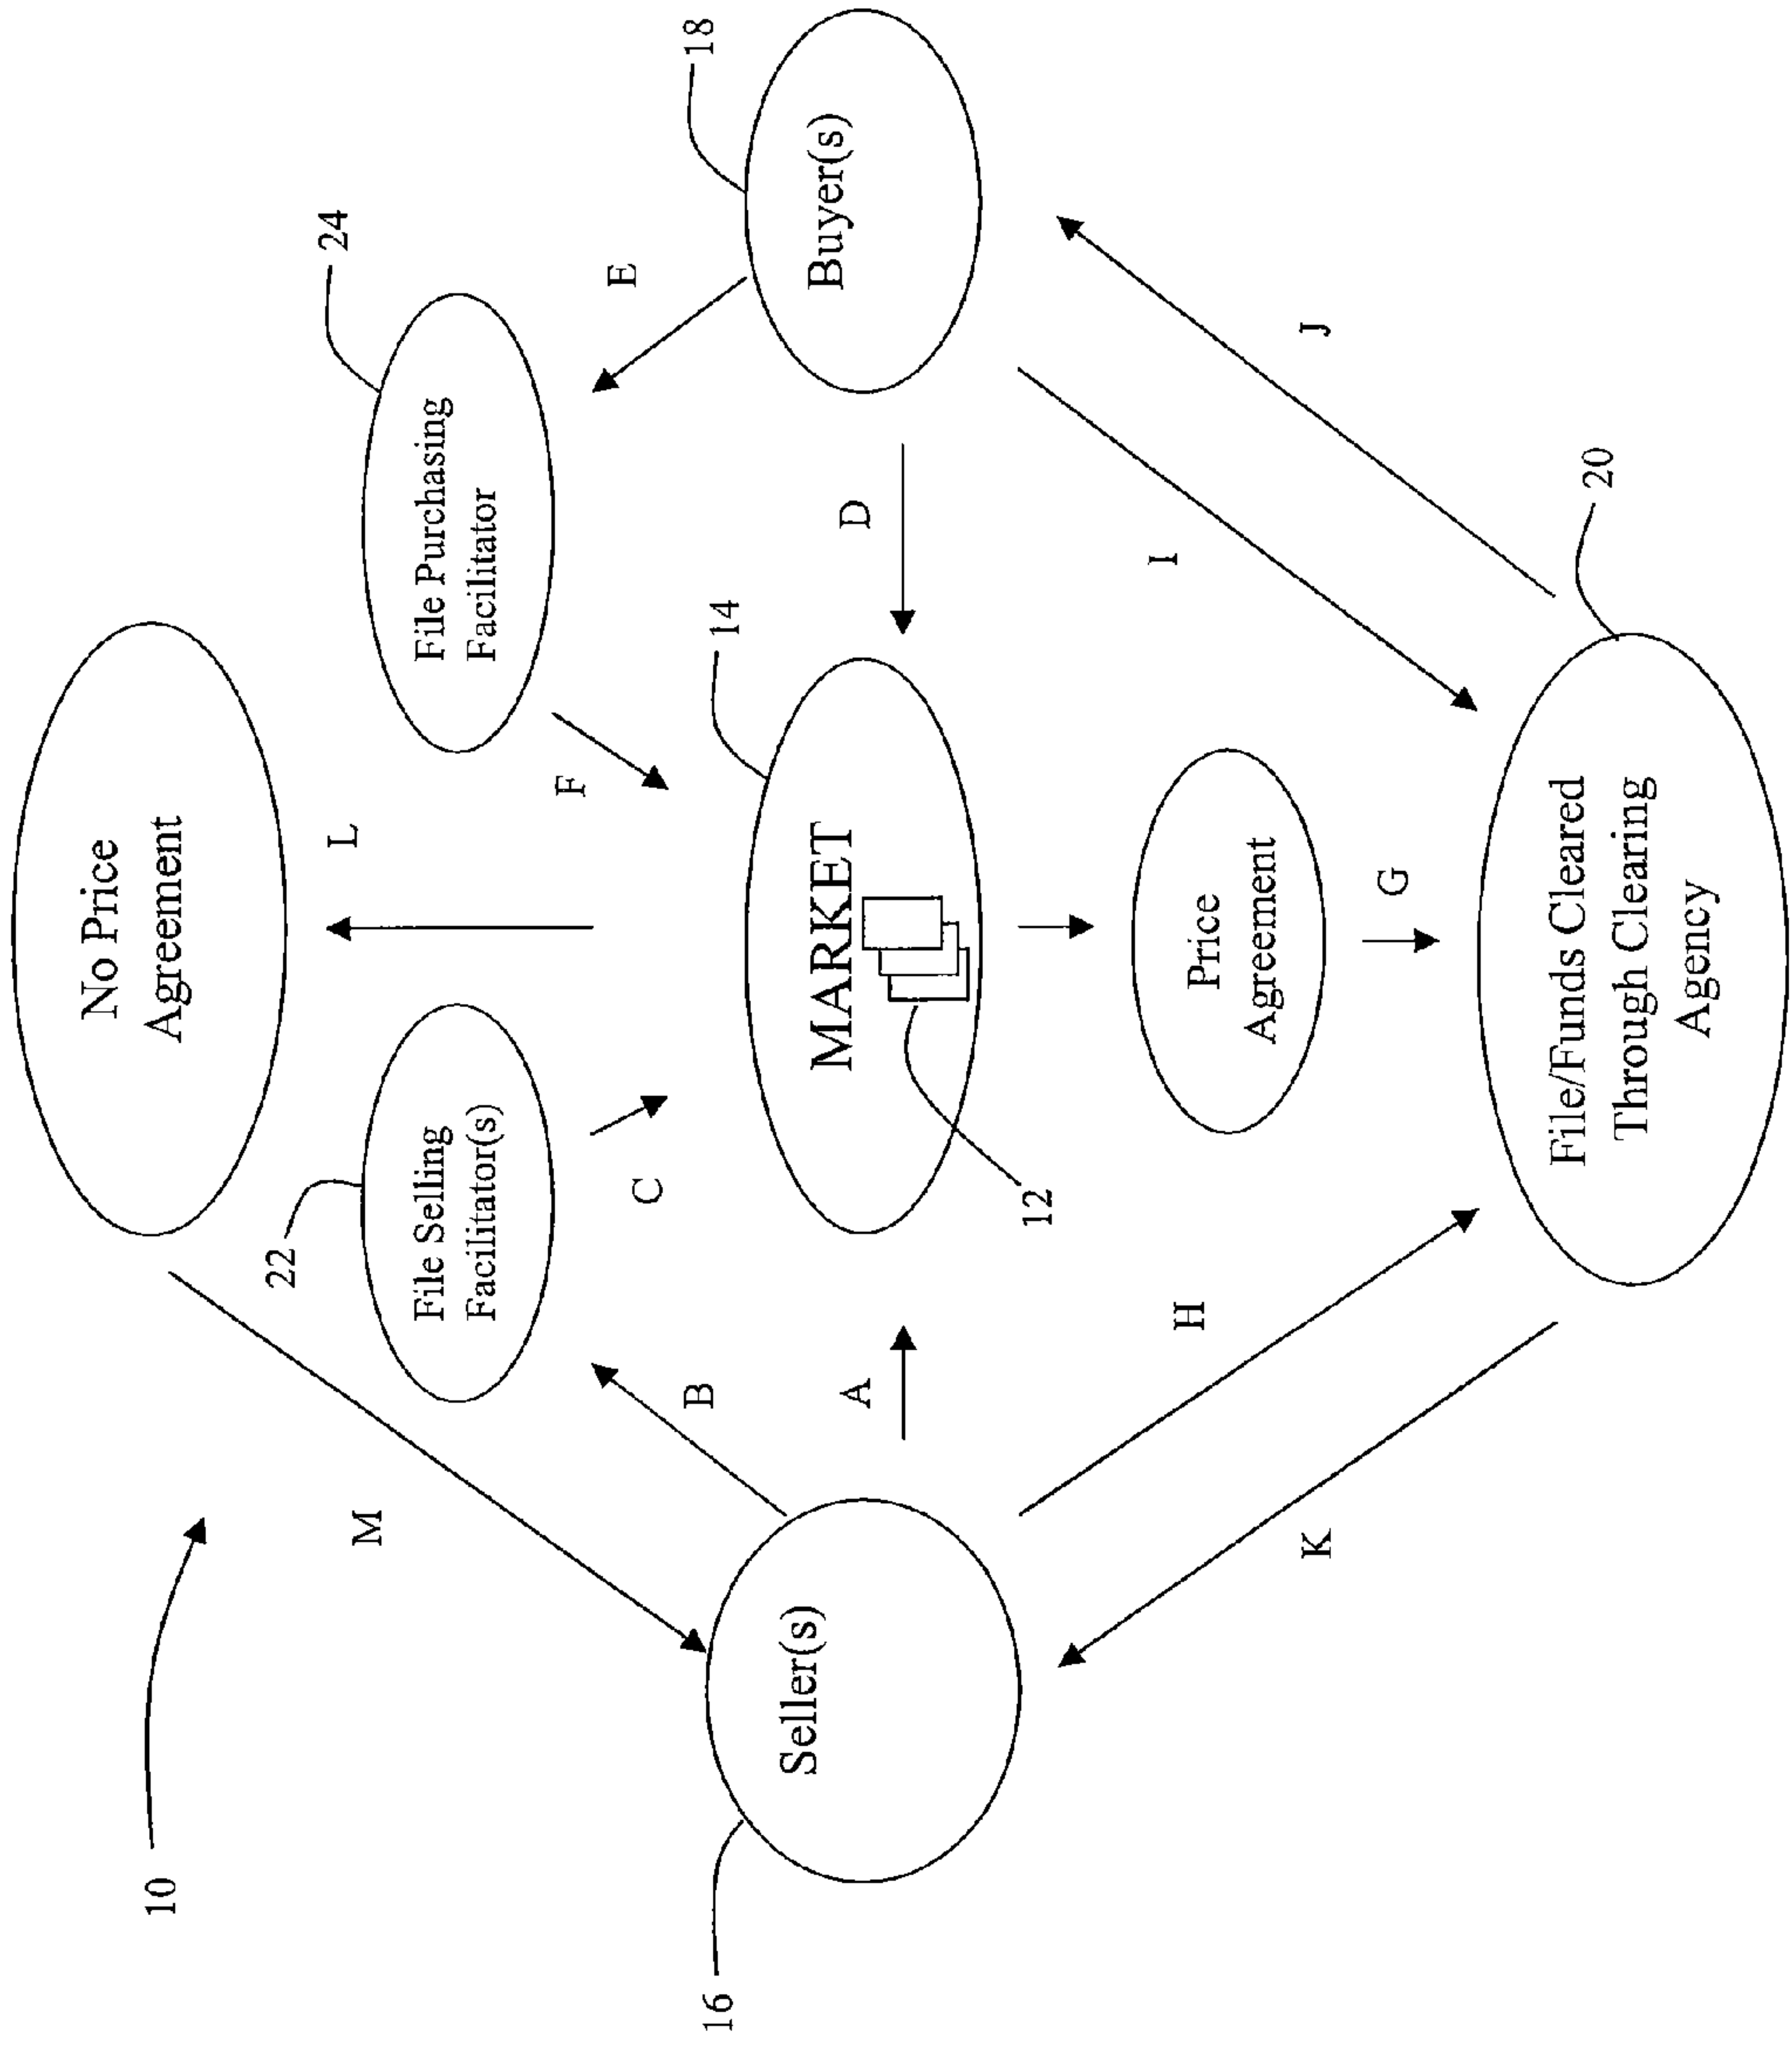 10
No Price
Agreement
M
L
22
24
File Selling
Facilitator(s)
File Purchasing
Facilitator
C
F
E
B
16
14
18
Seller(s)
A
MARKET
D
Buyer(s)
12
H
Price
Agreement
I
K
G
J
File/Funds Cleared
Through Clearing
Agency
20